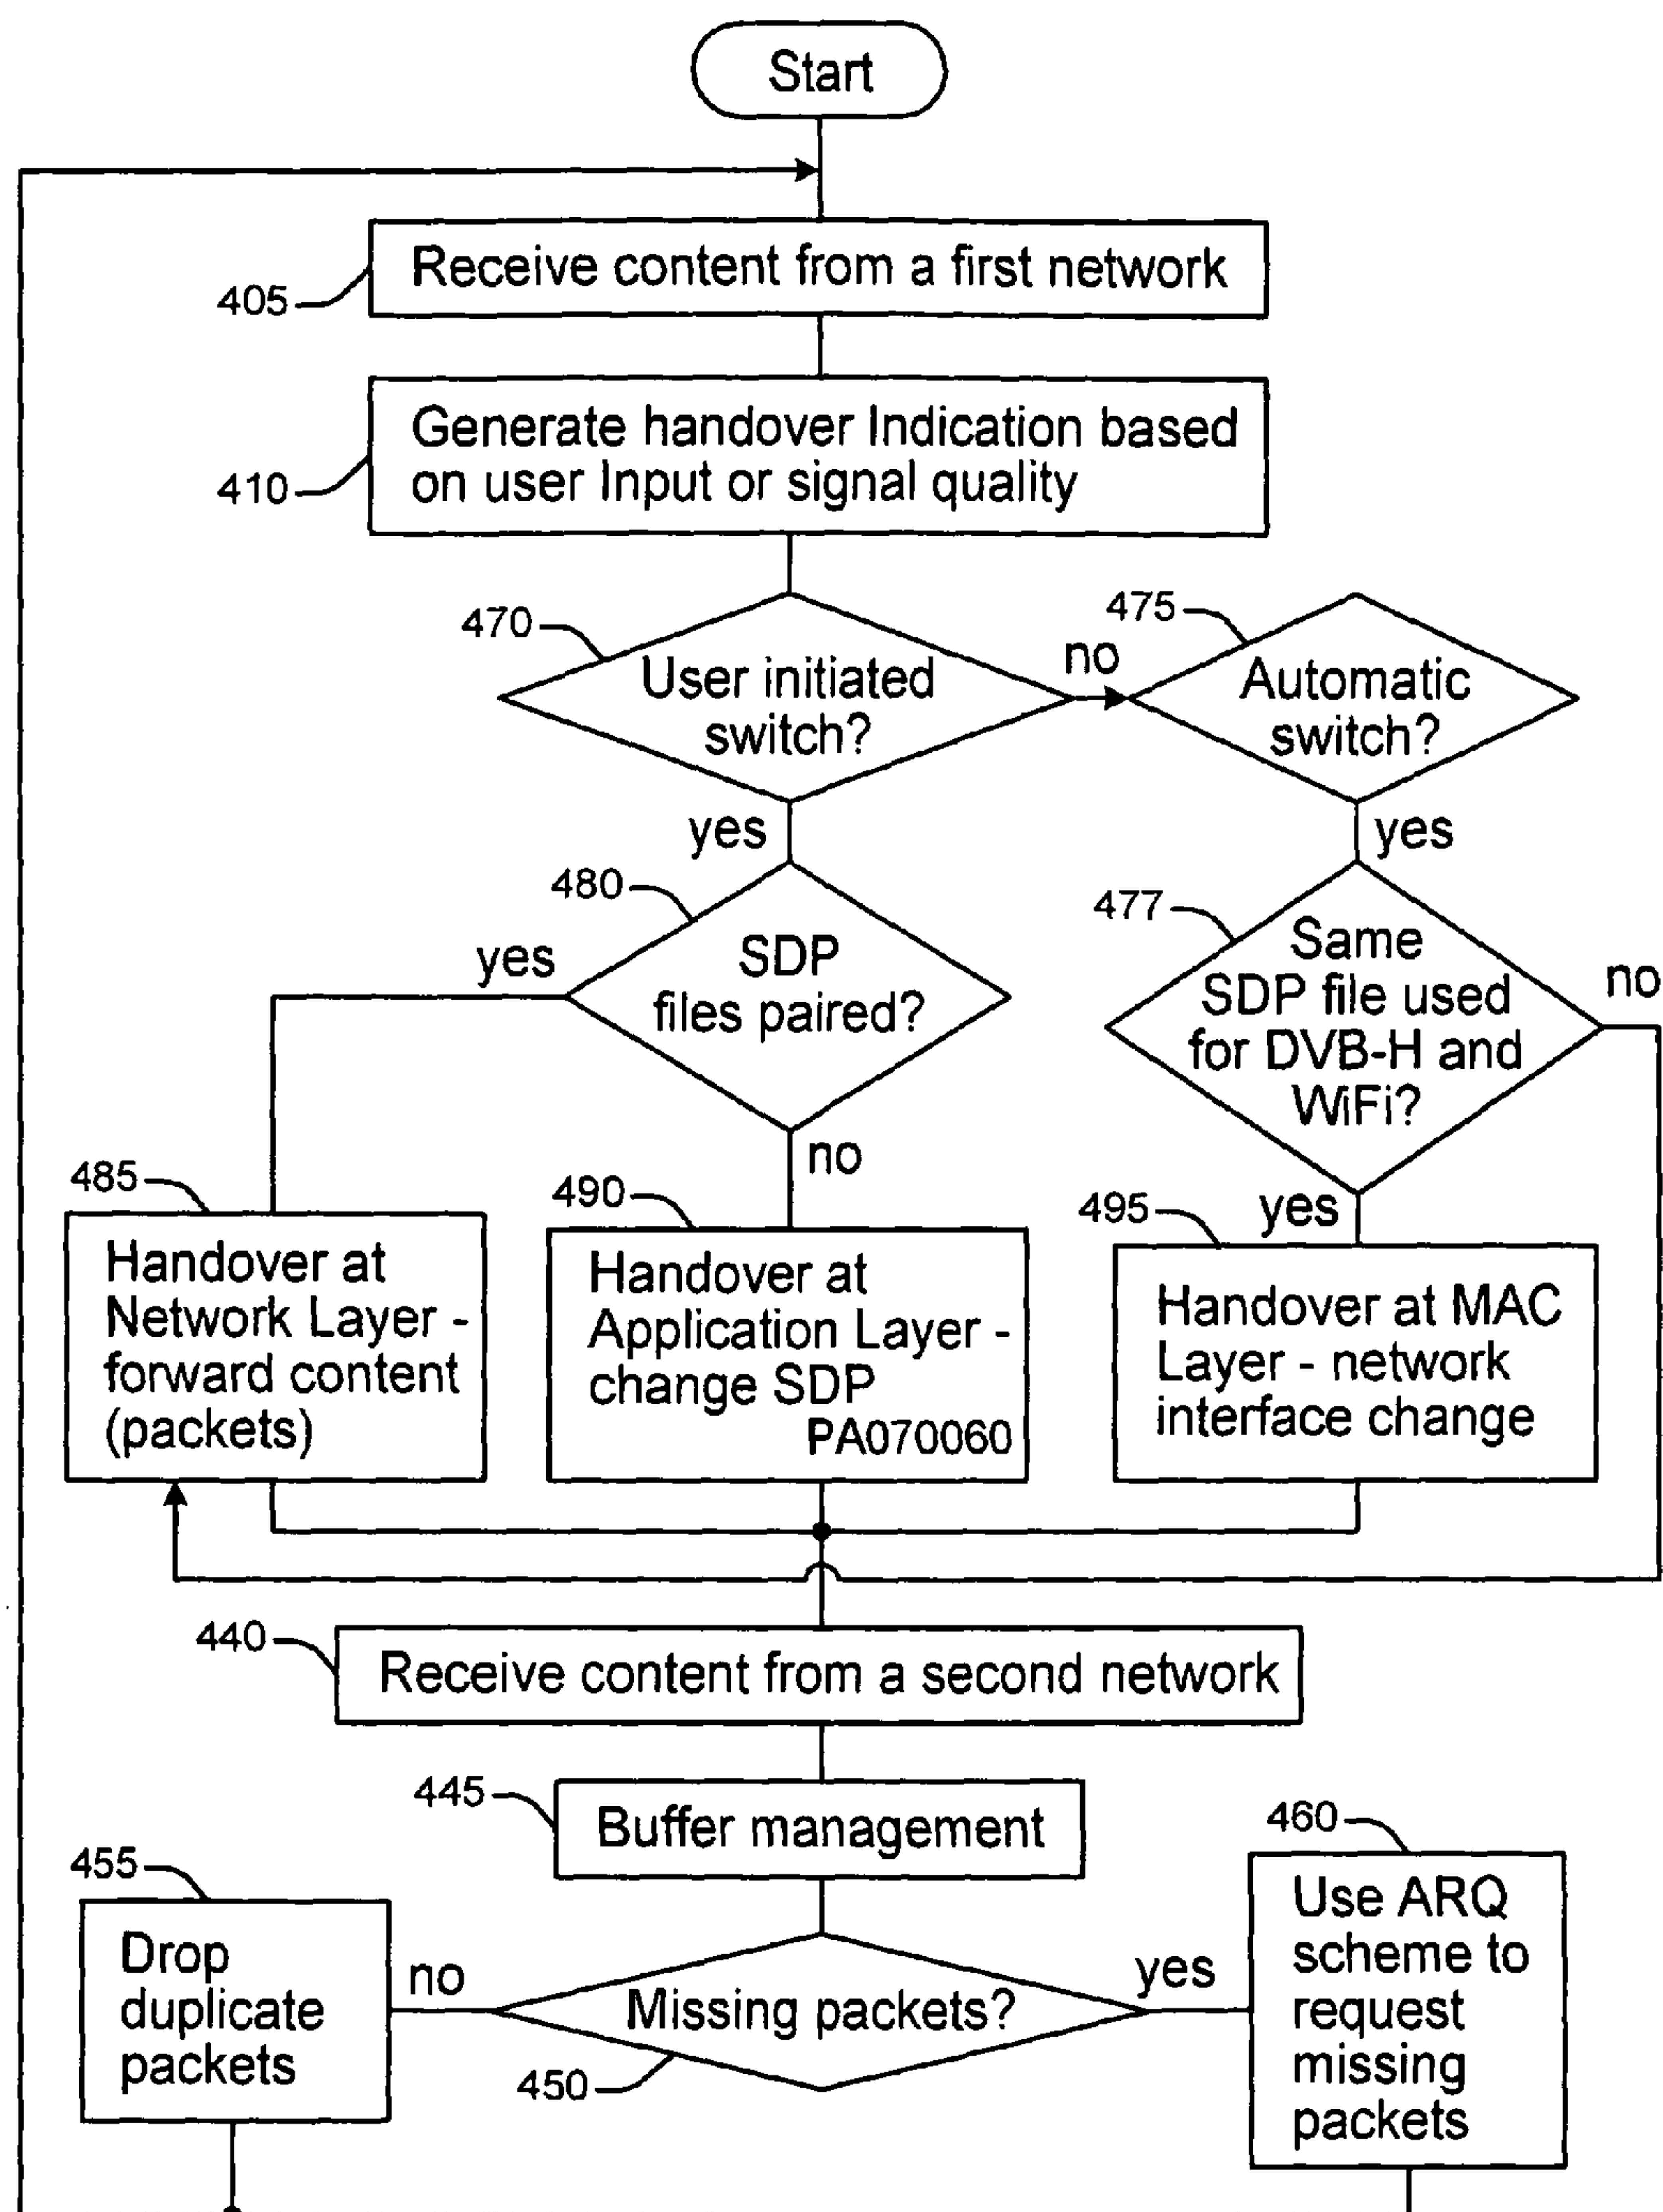 Start
Receive content from a first network
405
Generate handover Indication based
on user Input or signal quality
410
470
User initiated
switch?
no
475
Automatic
switch?
yes
yes
480
SDP
files paired?
yes
no
477
Same
SDP file used
for DVB-H and
WiFi?
no
yes
485
Handover at
Network Layer -
forward content
(packets)
490
Handover at
Application Layer -
change SDP
PA070060
495
Handover at MAC
Layer - network
interface change
440
Receive content from a second network
445
Buffer management
455
Drop
duplicate
packets
no
Missing packets?
450
yes
460
Use ARQ
scheme to
request
missing
packets